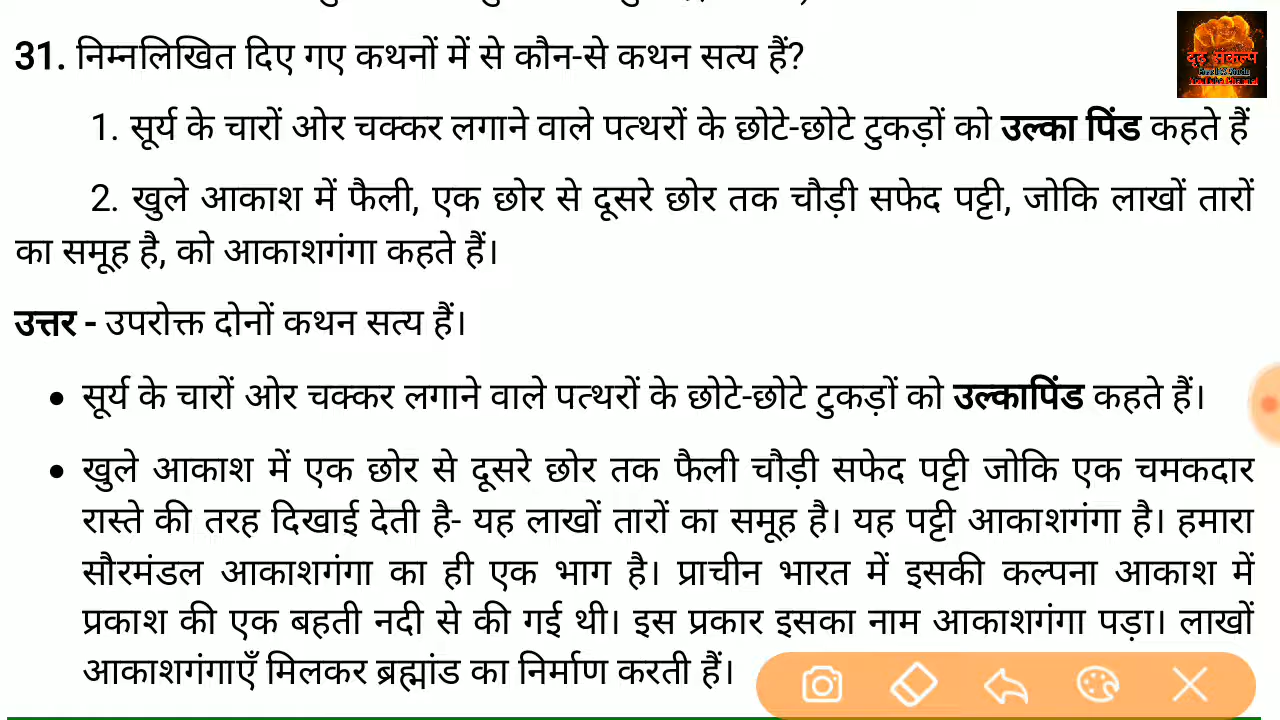 दृढ़ संकल्प
31. निम्नलिखित दिए गए कथनों में से कौन-से कथन सत्य हैं?
1. सूर्य के चारों ओर चक्कर लगाने वाले पत्थरों के छोटे-छोटे टुकड़ों को उल्का पिंड कहते हैं
2. खुले आकाश में फैली, एक छोर से दूसरे छोर तक चौड़ी सफेद पट्टी, जोकि लाखों तारों
का समूह है, को आकाशगंगा कहते हैं।
उत्तर - उपरोक्त दोनों कथन सत्य हैं।
• सूर्य के चारों ओर चक्कर लगाने वाले पत्थरों के छोटे-छोटे टुकड़ों को उल्कापिंड कहते हैं।
• खुले आकाश में एक छोर से दूसरे छोर तक फैली चौड़ी सफेद पट्टी जोकि एक चमकदार
रास्ते की तरह दिखाई देती है- यह लाखों तारों का समूह है। यह पट्टी आकाशगंगा है। हमारा
सौरमंडल आकाशगंगा का ही एक भाग है। प्राचीन भारत में इसकी कल्पना आकाश में
प्रकाश की एक बहती नदी से की गई थी। इस प्रकार इसका नाम आकाशगंगा पड़ा। लाखों
आकाशगंगाएँ मिलकर ब्रह्मांड का निर्माण करती हैं।